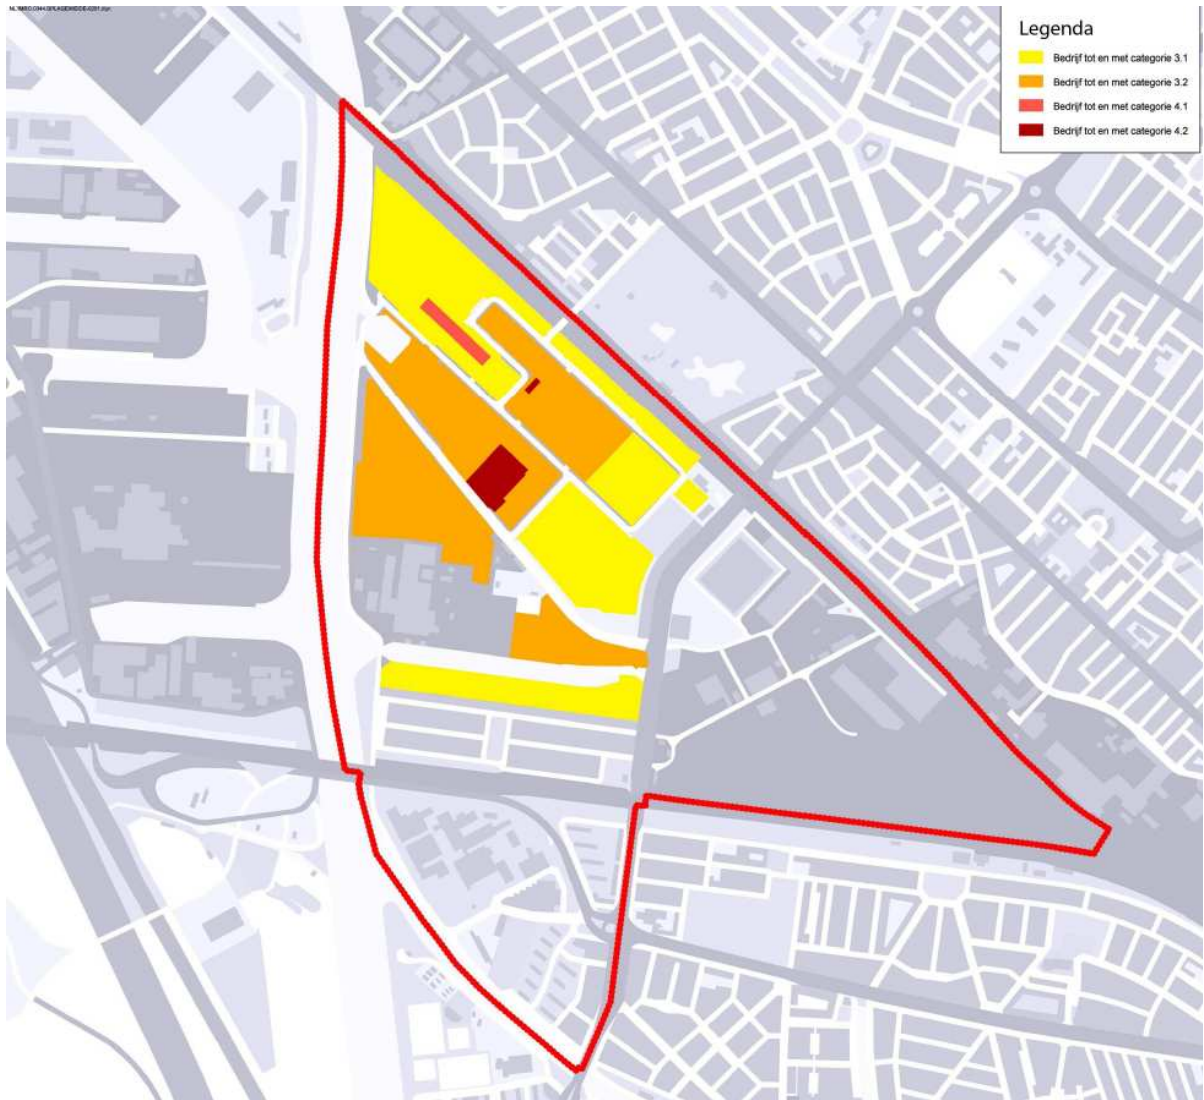 Legenda
Bedrijf tot en met categorie 3.1
Bedrijf tot en met categorie 3.2
Bedrijf tot en met categorie 4.1
Bedrijf tot en met categorie 4.2